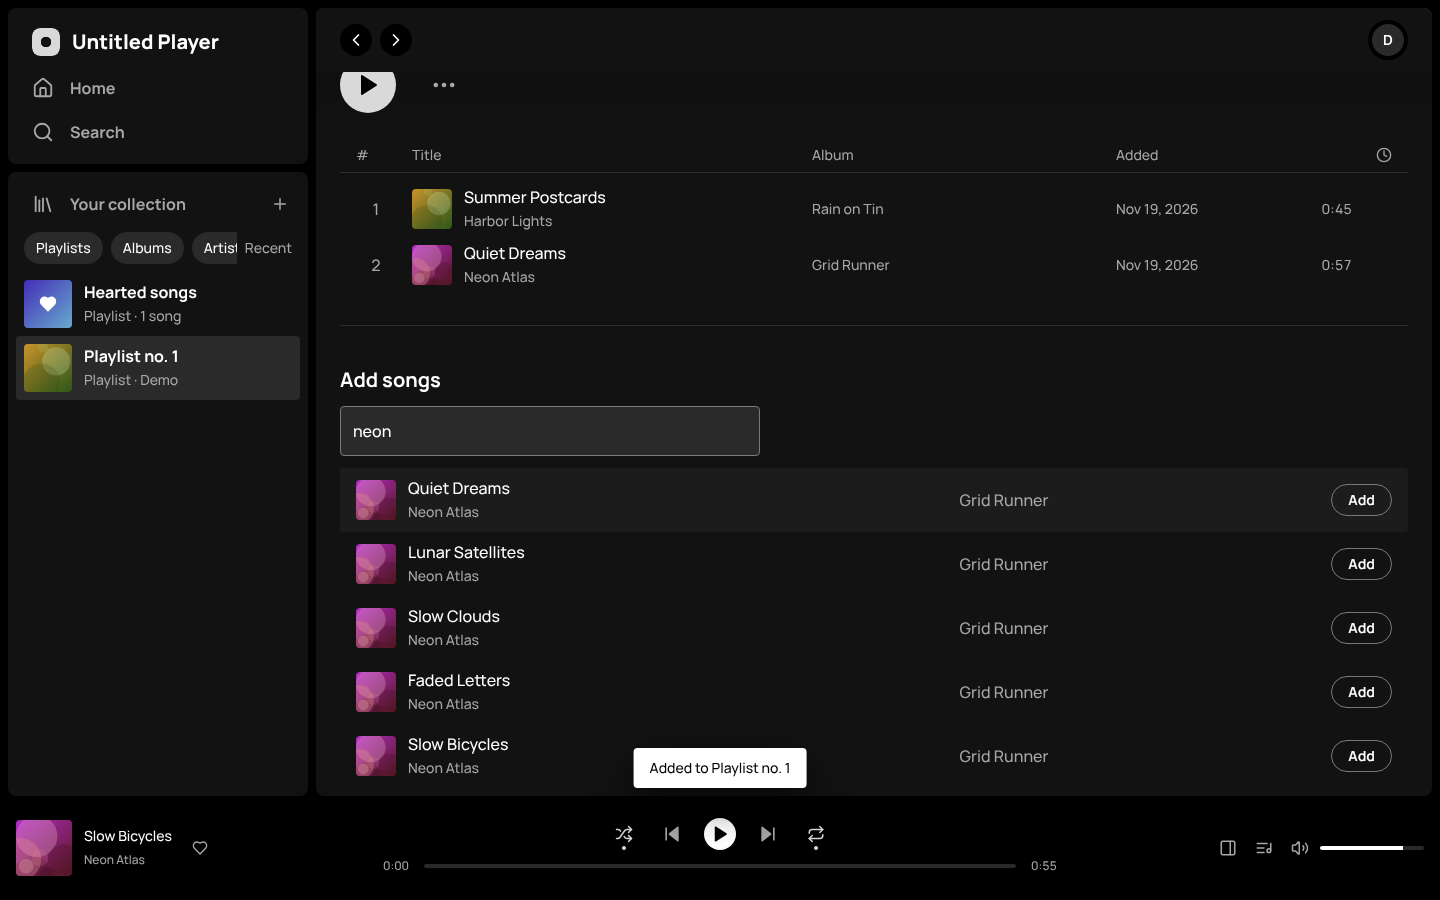 Untitled Player
Home
Search
Your collection
Playlists
Albums
Artist
Recent
Hearted songs
Playlist · 1 song
Playlist no. 1
Playlist · Demo
D
# Title Album Added
1 Summer Postcards Rain on Tin Nov 19, 2026 0:45
Harbor Lights
2 Quiet Dreams Grid Runner Nov 19, 2026 0:57
Neon Atlas
Add songs
neon
Quiet Dreams Grid Runner Add
Neon Atlas
Lunar Satellites Grid Runner Add
Neon Atlas
Slow Clouds Grid Runner Add
Neon Atlas
Faded Letters Grid Runner Add
Neon Atlas
Slow Bicycles Grid Runner Add
Neon Atlas
Added to Playlist no. 1
Slow Bicycles
Neon Atlas
0:00
0:55